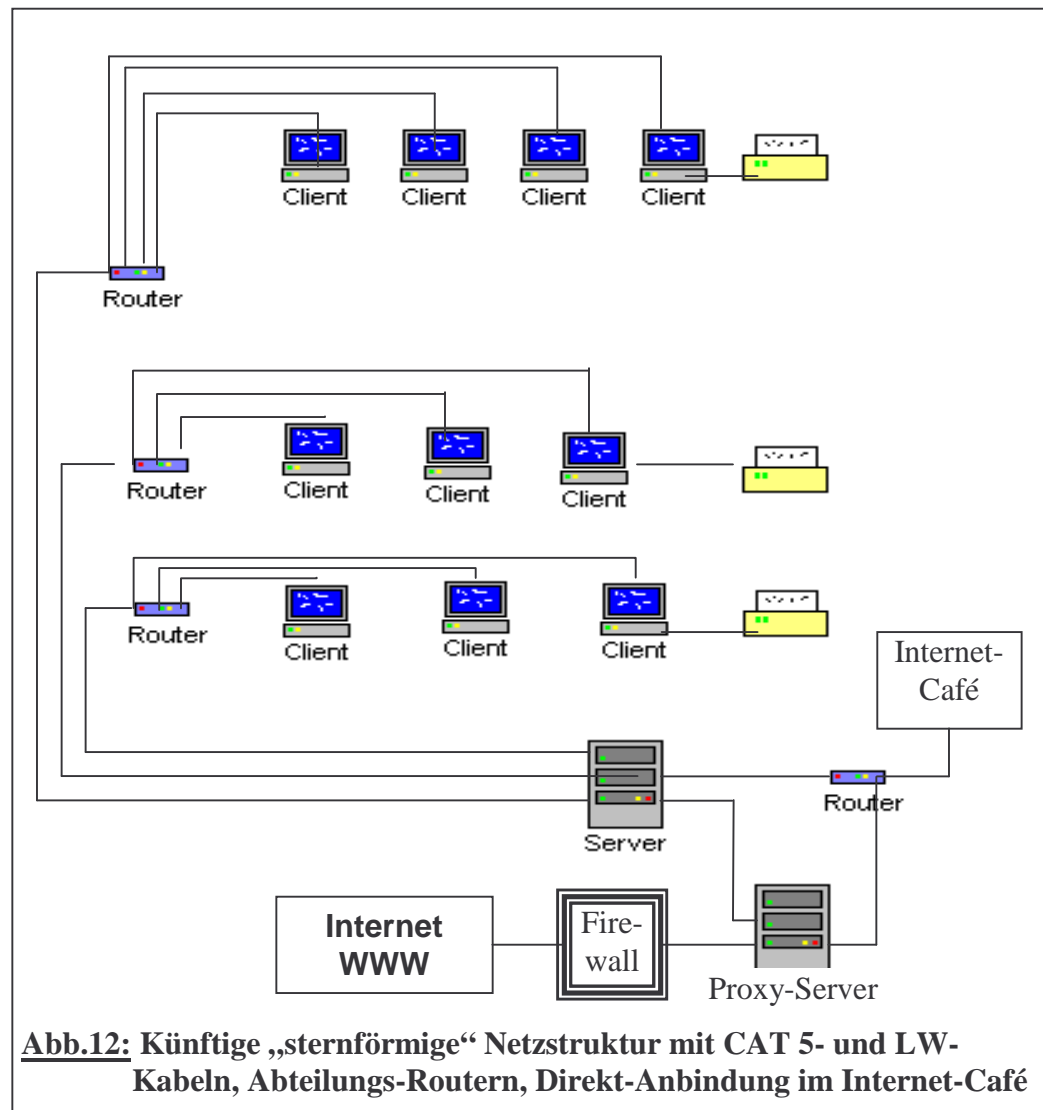 Client Client Client Client
Router
Router Client Client Client
Router Client Client Client
Internet-
Café
Router
Server
Internet
WWW
Fire-
wall
Proxy-Server
Abb.12: Künftige „sternförmige“ Netzstruktur mit CAT 5- und LW-
Kabeln, Abteilungs-Routern, Direkt-Anbindung im Internet-Café